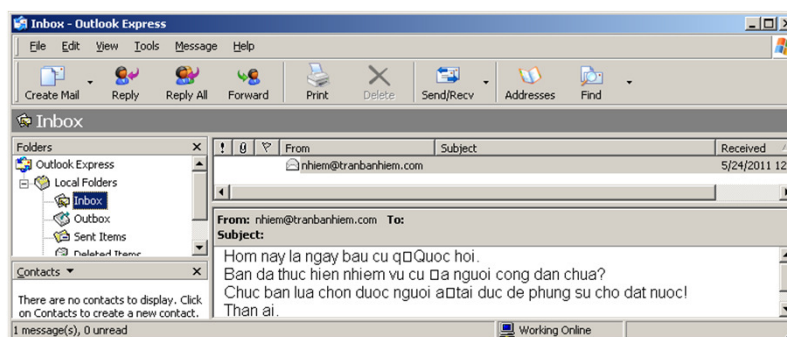 Inbox - Outlook Express
File Edit View Tools Message Help
Create Mail Reply Reply All Forward Print Delete Send/Recv Addresses Find
Inbox
Folders
Outlook Express
Local Folders
Inbox
Outbox
Sent Items
Deleted Items
! From Subject Received
nhiem@tranbanhiem.com 5/24/2011 12
From: nhiem@tranbanhiem.com To:
Subject:
Hom nay la ngay bau cu q□Quoc hoi.
Ban da thuc hien nhiem vu cu □a nguoi cong dan chua?
Chuc ban lua chon duoc nguoi a□tai duc de phung su cho dat nuoc!
Than ai.
Contacts
There are no contacts to display. Click
on Contacts to create a new contact.
1 message(s), 0 unread Working Online